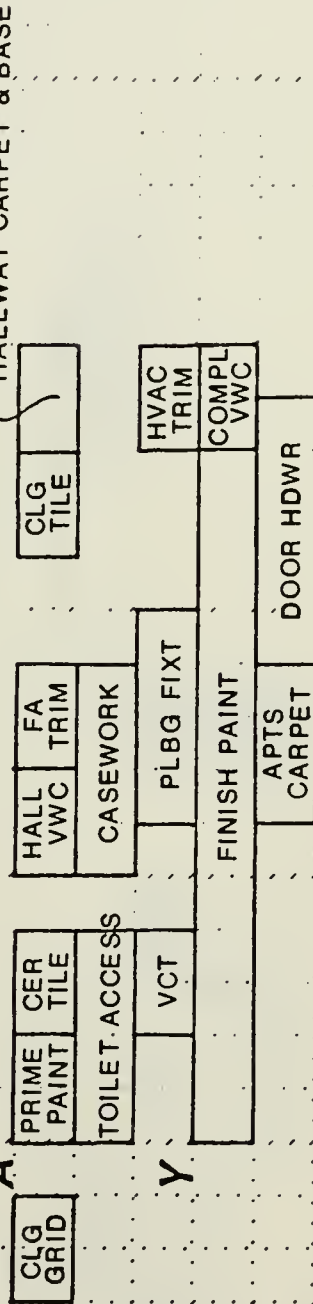 HALLWAY CARPET & BASE
A
CLG
GRID
PRIME
PAINT
CER
TILE
HALL
VWC
FA
TRIM
CLG
TILE
TOILET ACCESS
CASEWORK
Y
VCT
PLBG FIXT
HVAC
TRIM
FINISH PAINT
COMPL
VWC
APTS
CARPET
DOOR HDWR